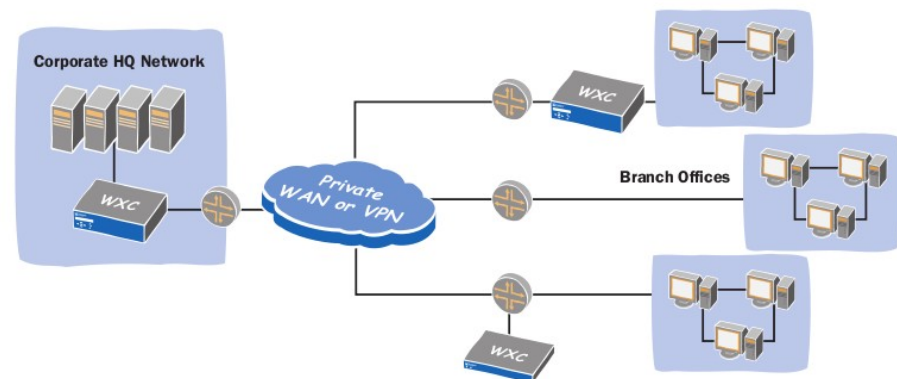 Corporate HQ Network
WXC
Private
WAN or VPN
WXC
Branch Offices
WXC